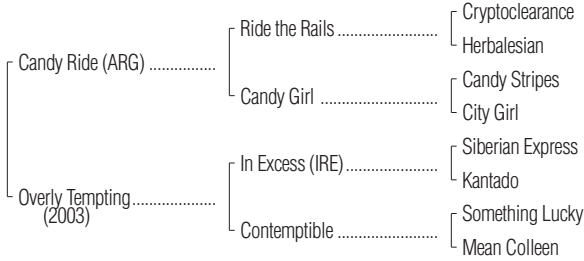 Cryptoclearance
Ride the Rails ........................
Herbalesian
Candy Ride (ARG) ................
Candy Stripes
Candy Girl ............................
City Girl
Siberian Express
In Excess (IRE)......................
Kantado
Overly Tempting....................
(2003)
Something Lucky
Contemptible ........................
Mean Colleen